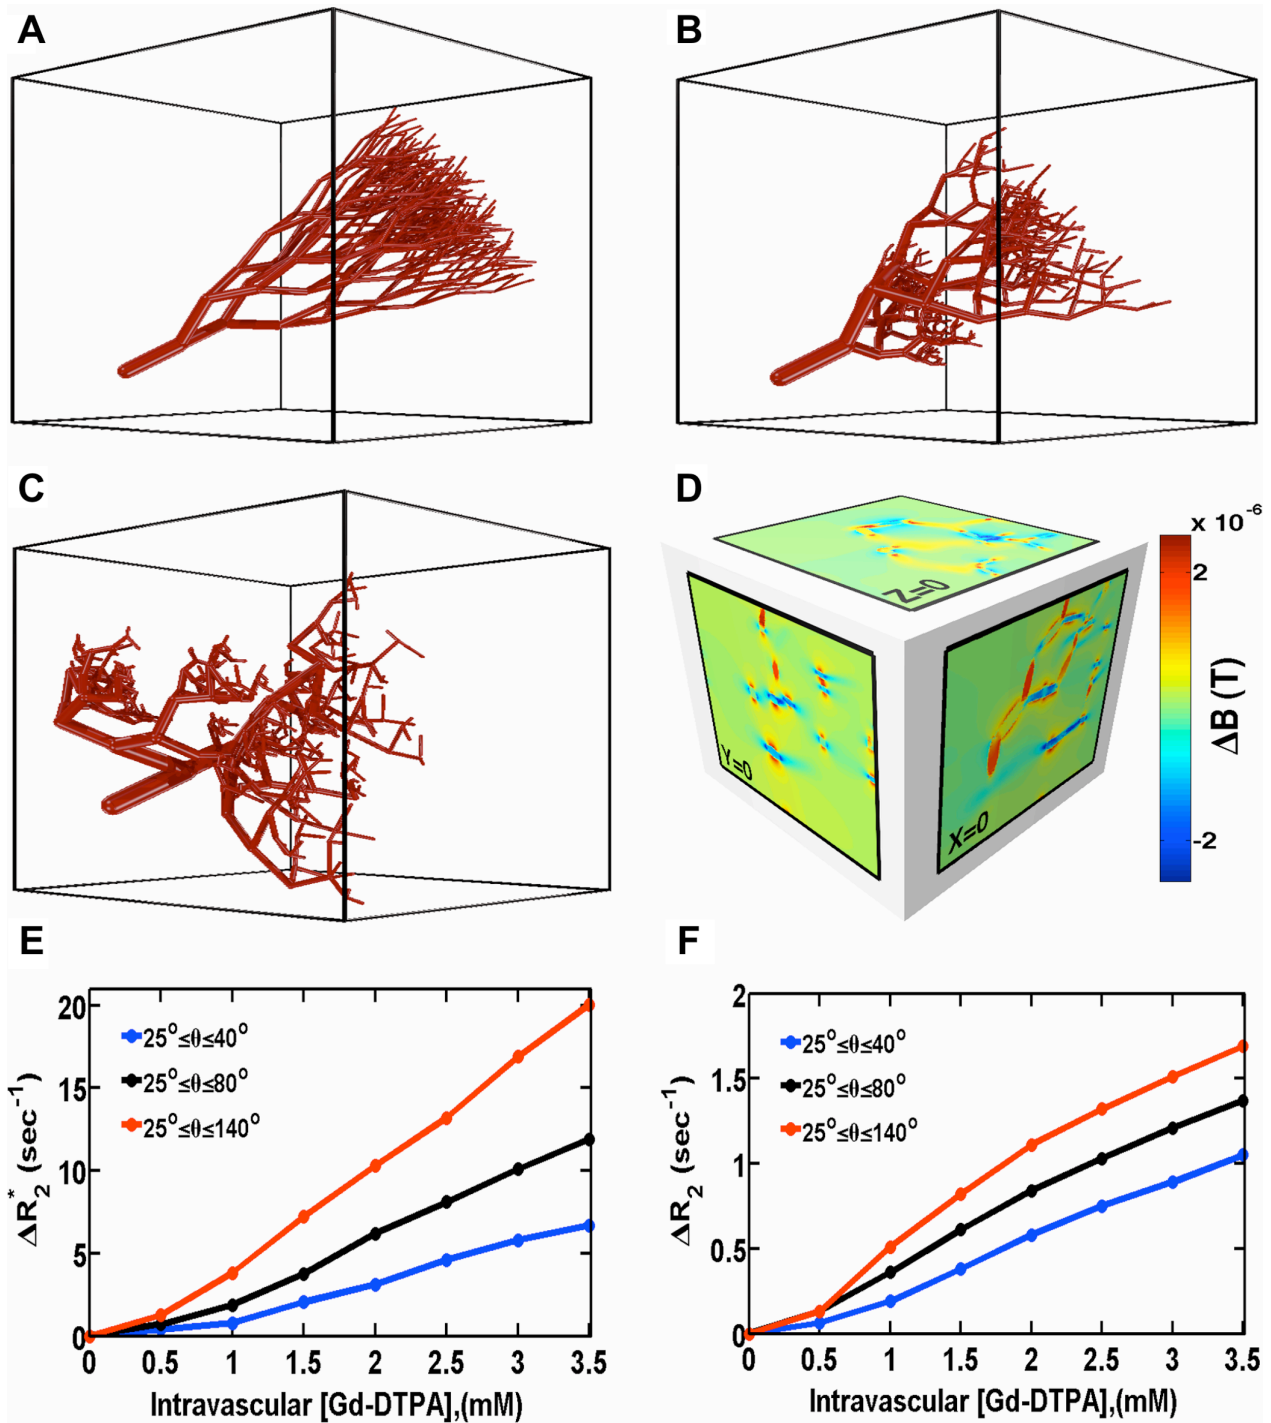 A
B
C
D
x 10⁻⁶
2
-2
ΔB (T)
Z=0
Y=0
X=0
E
F
20
15
10
5
0
ΔR₂* (sec⁻¹)
25°≤θ≤40°
25°≤θ≤80°
25°≤θ≤140°
0 0.5 1 1.5 2 2.5 3 3.5
Intravascular [Gd-DTPA],(mM)
2
1.5
1
0.5
0
ΔR₂ (sec⁻¹)
25°≤θ≤40°
25°≤θ≤80°
25°≤θ≤140°
0 0.5 1 1.5 2 2.5 3 3.5
Intravascular [Gd-DTPA],(mM)